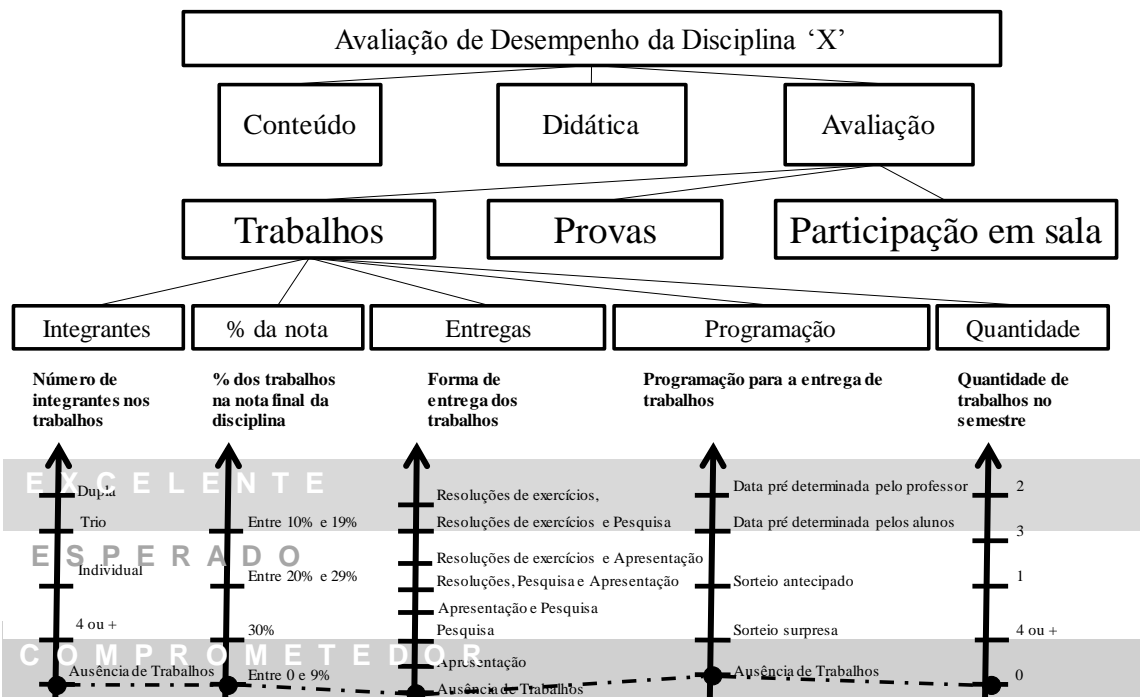 Avaliação de Desempenho da Disciplina ‘X’
Conteúdo
Didática
Avaliação
Trabalhos
Provas
Participação em sala
Integrantes
% da nota
Entregas
Programação
Quantidade
Número de
integrantes nos
trabalhos
% dos trabalhos
na nota final da
disciplina
Forma de
entrega dos
trabalhos
Programação para a entrega de
trabalhos
Quantidade de
trabalhos no
semestre
EXCELENTE
ESPERADO
COMPROMETEDOR
Dupla
Trio
Individual
4 ou +
Ausência de Trabalhos
Entre 10% e 19%
Entre 20% e 29%
30%
Entre 0 e 9%
Resoluções de exercícios,
Resoluções de exercícios e Pesquisa
Resoluções de exercícios e Apresentação
Resoluções, Pesquisa e Apresentação
Apresentação e Pesquisa
Pesquisa
Apresentação
Ausência de Trabalhos
Data pré determinada pelo professor
Data pré determinada pelos alunos
Sorteio antecipado
Sorteio surpresa
Ausência de Trabalhos
2
3
1
4 ou +
0